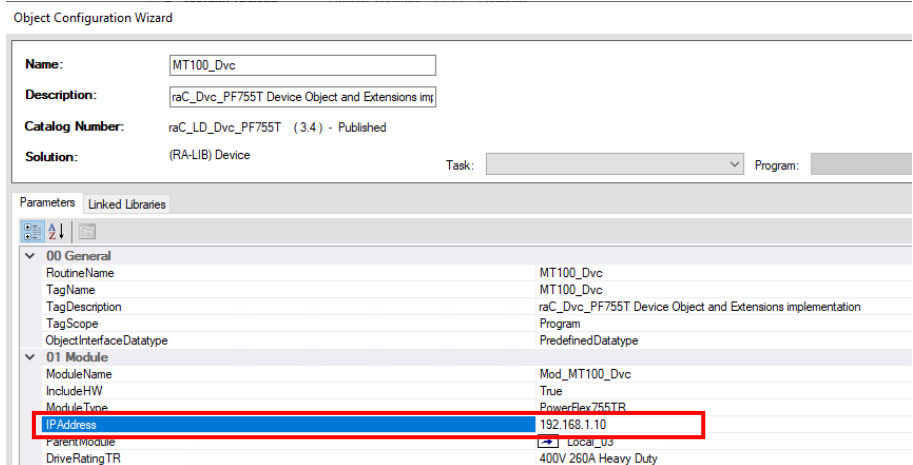 Object Configuration Wizard
Name: MT100_Dvc
Description: raC_Dvc_PF755T Device Object and Extensions imp
Catalog Number: raC_LD_Dvc_PF755T ( 3.4 ) - Published
Solution: (RA-LIB) Device Task: Program:
Parameters Linked Libraries
00 General
RoutineName MT100_Dvc
TagName MT100_Dvc
TagDescription raC_Dvc_PF755T Device Object and Extensions implementation
TagScope Program
ObjectInterfaceDatatype PredefinedDatatype
01 Module
ModuleName Mod_MT100_Dvc
IncludeHW True
ModuleType PowerFlex755TR
IPAddress 192.168.1.10
ParentModule Local_03
DriveRatingTR 400V 260A Heavy Duty